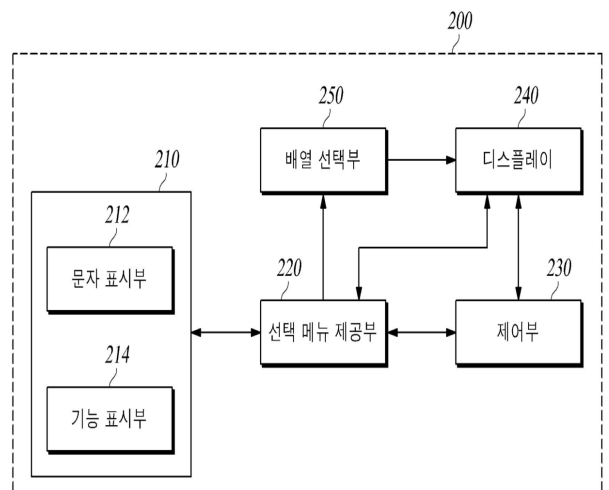 200
250
240
배열 선택부
디스플레이
210
212
문자 표시부
220
230
선택 메뉴 제공부
제어부
214
기능 표시부